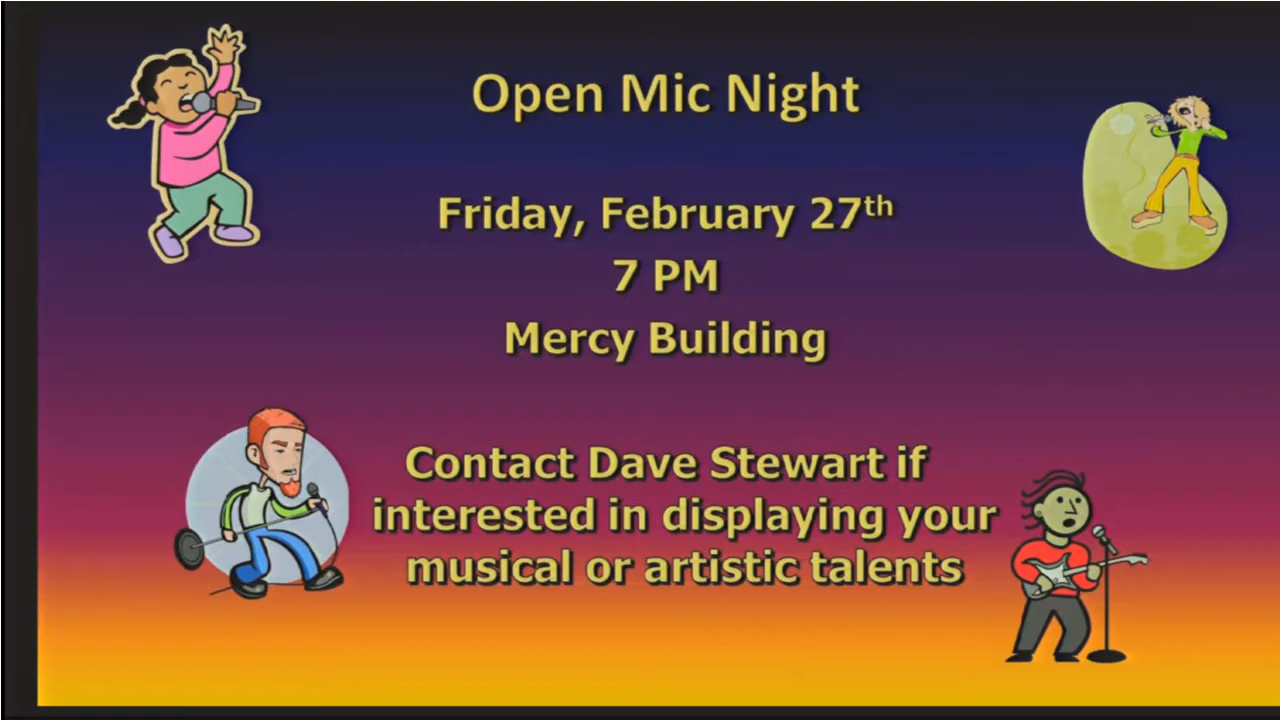 Open Mic Night
Friday, February 27th
7 PM
Mercy Building
Contact Dave Stewart if
interested in displaying your
musical or artistic talents